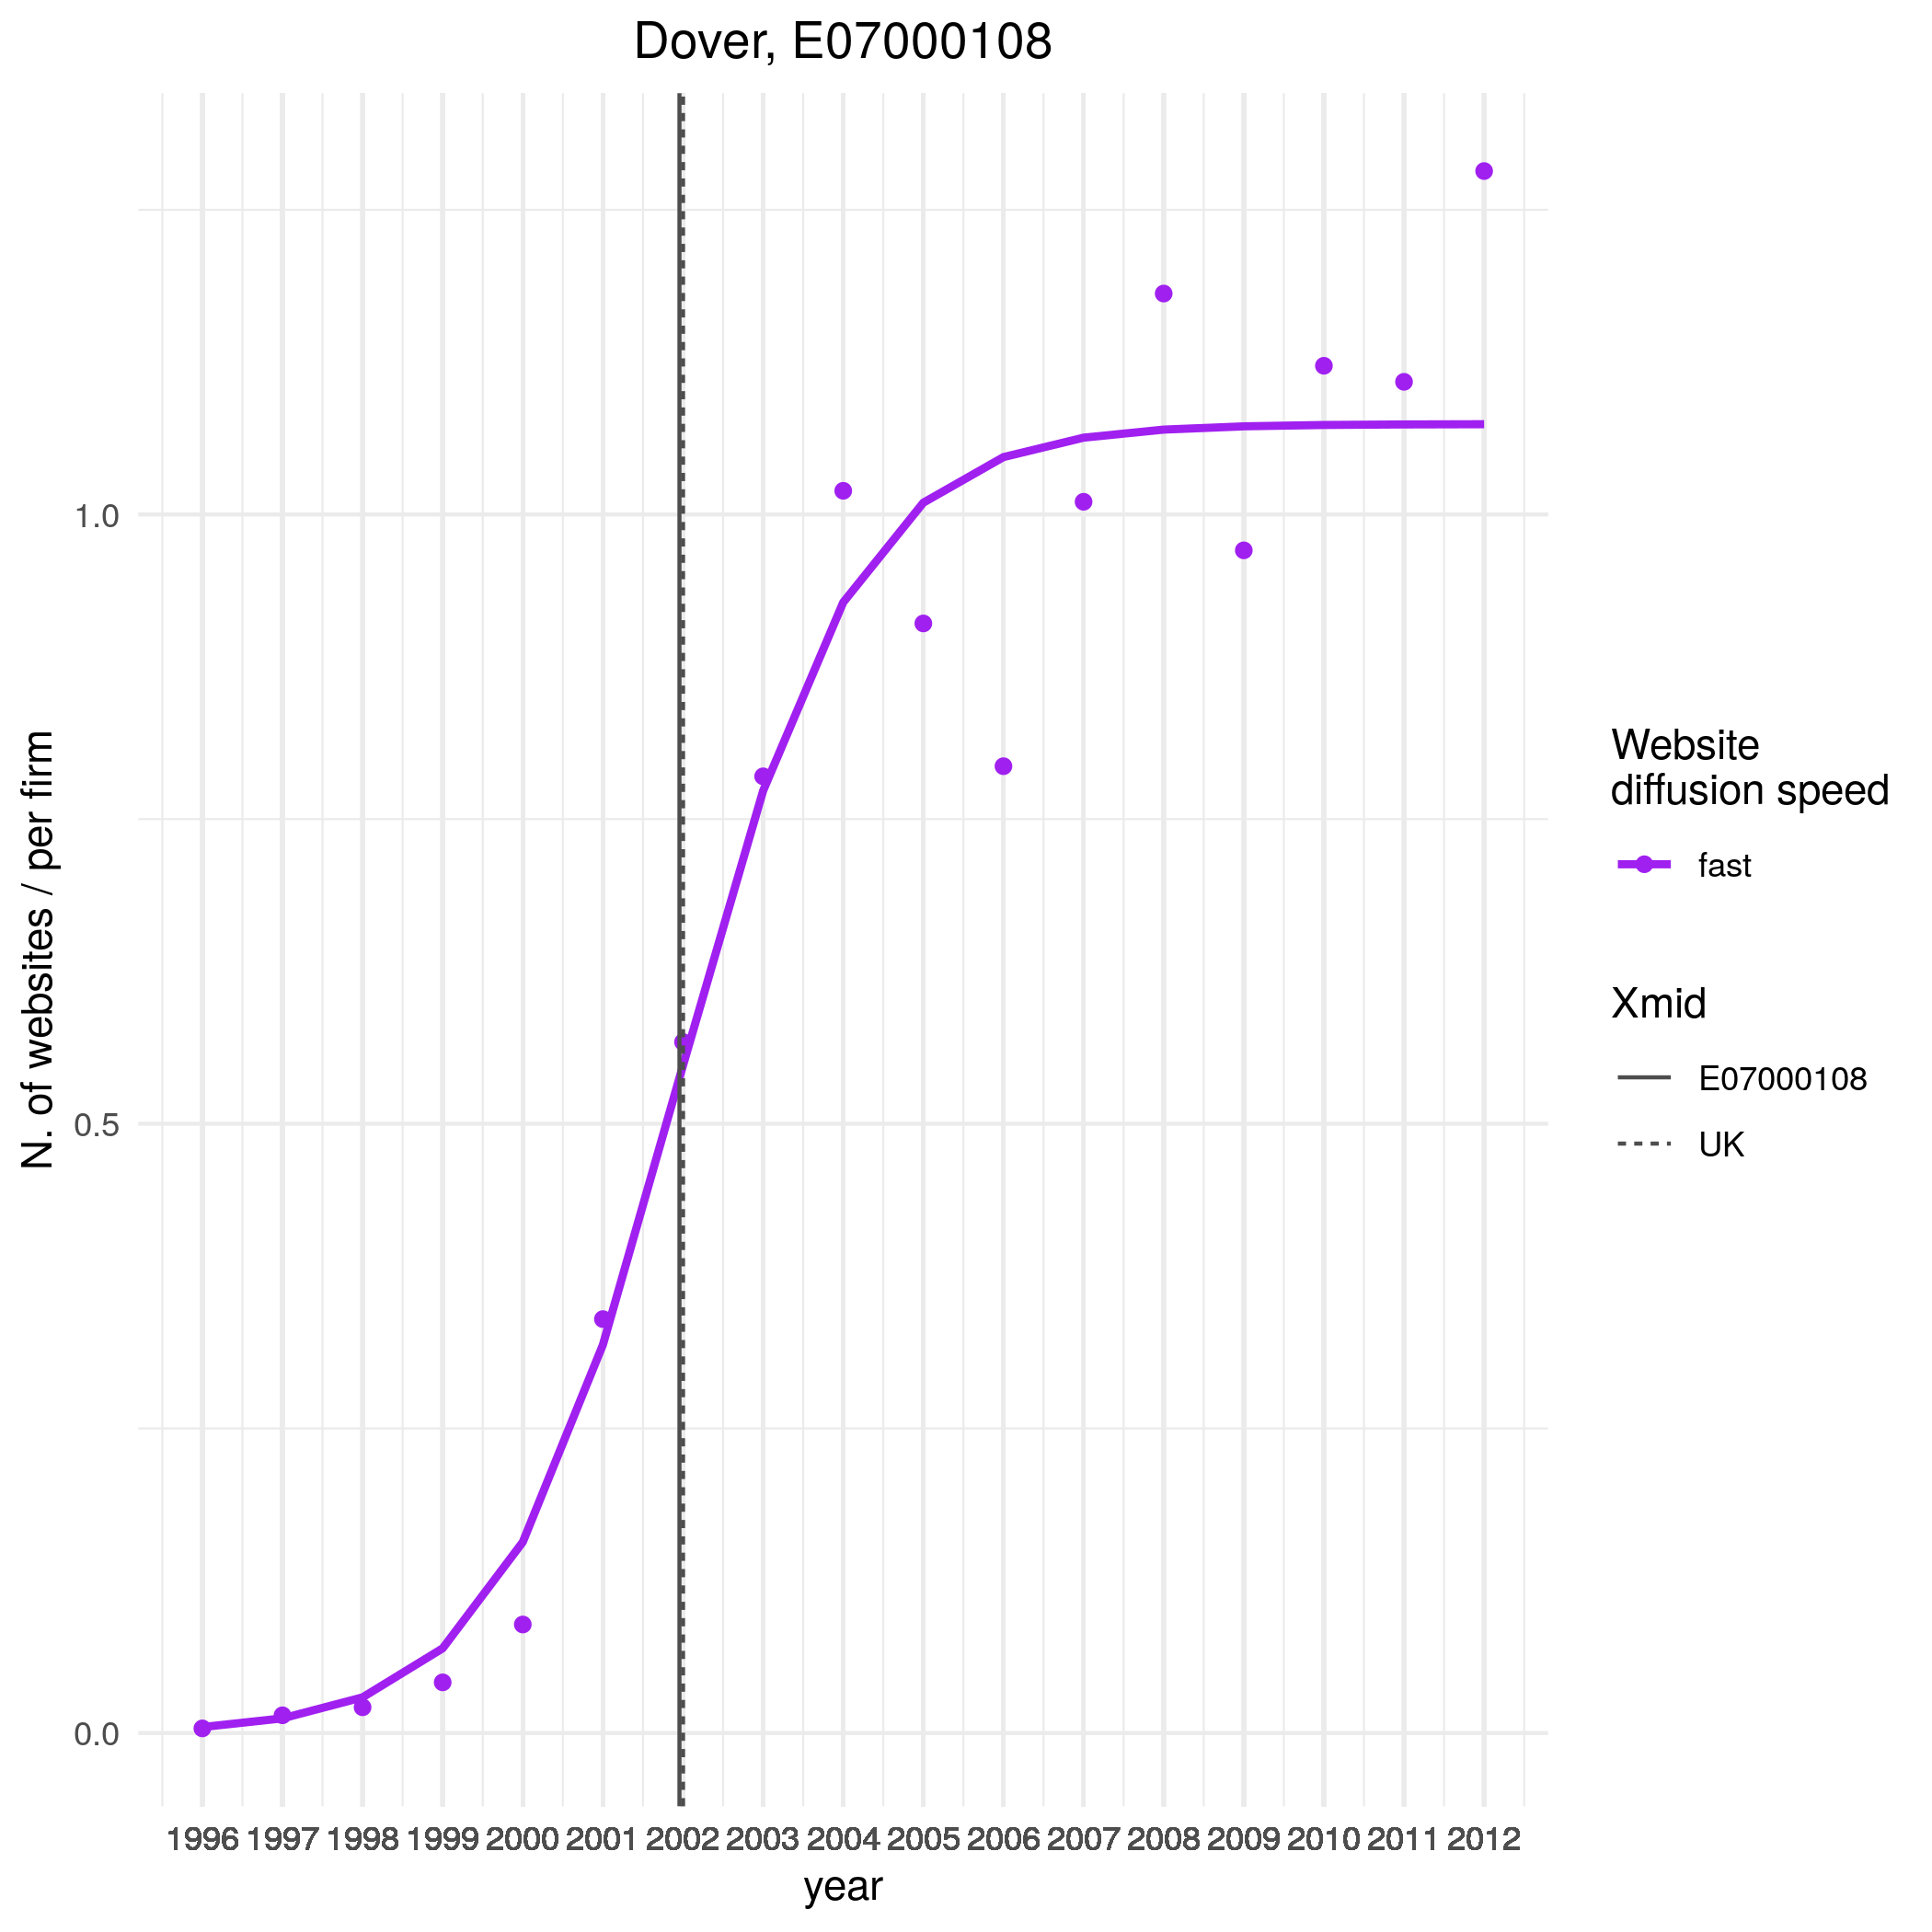 Dover, E07000108
N. of websites / per firm
1.0
0.5
0.0
1996 1997 1998 1999 2000 2001 2002 2003 2004 2005 2006 2007 2008 2009 2010 2011 2012
year
Website
diffusion speed
fast
Xmid
E07000108
UK